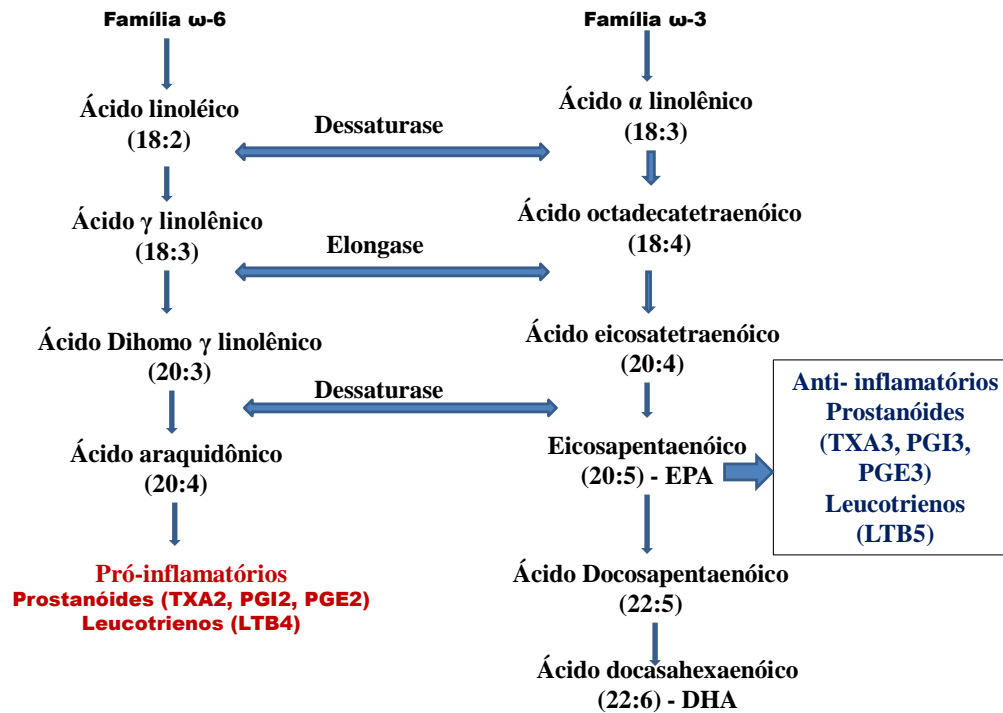 Família ω-6
Família ω-3
Ácido linoléico
(18:2)
Dessaturase
Ácido α linolênico
(18:3)
Ácido γ linolênico
(18:3)
Elongase
Ácido octadecatetraenóico
(18:4)
Ácido Dihomo γ linolênico
(20:3)
Dessaturase
Ácido eicosatetraenóico
(20:4)
Ácido araquidônico
(20:4)
Eicosapentaenóico
(20:5) - EPA
Anti- inflamatórios
Prostanóides
(TXA3, PGI3,
PGE3)
Leucotrienos
(LTB5)
Pró-inflamatórios
Prostanóides (TXA2, PGI2, PGE2)
Leucotrienos (LTB4)
Ácido Docosapentaenóico
(22:5)
Ácido docasahexaenóico
(22:6) - DHA